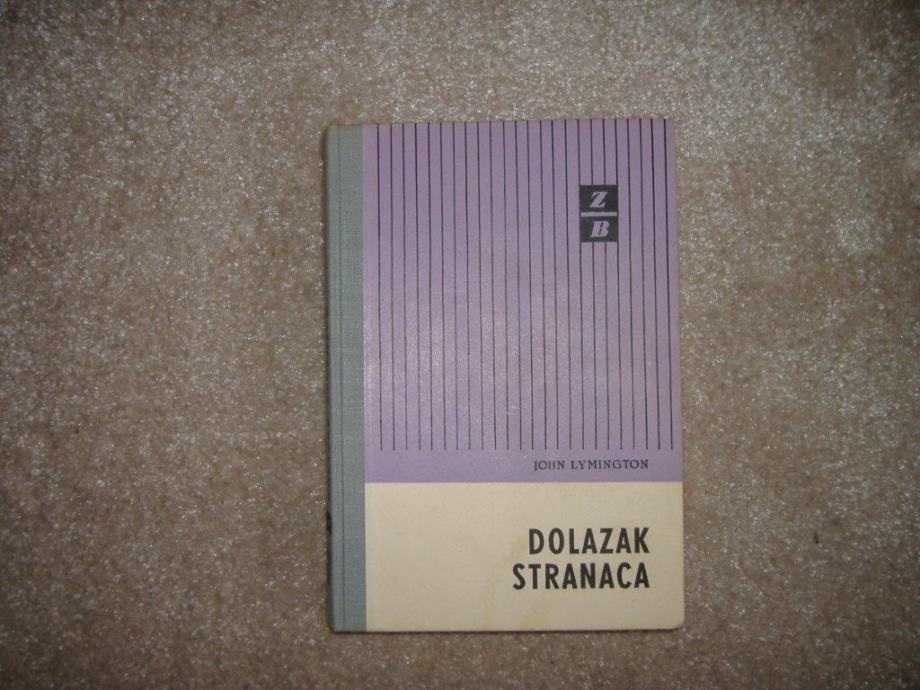 Z
B
JOHN LYMINGTON
DOLAZAK
STRANACA